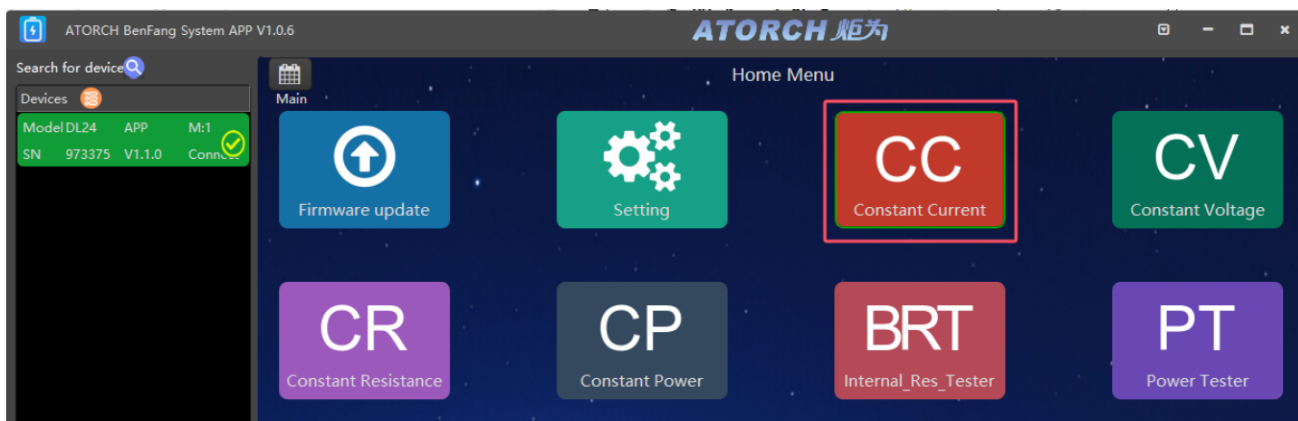 ATORCH BenFang System APP V1.0.6
ATORCH 炬为
Search for device
Devices
Model DL24 APP M:1
SN 973375 V1.1.0
Main
Home Menu
Firmware update
Setting
CC
Constant Current
CV
Constant Voltage
CR
Constant Resistance
CP
Constant Power
BRT
Internal_Res_Tester
PT
Power Tester